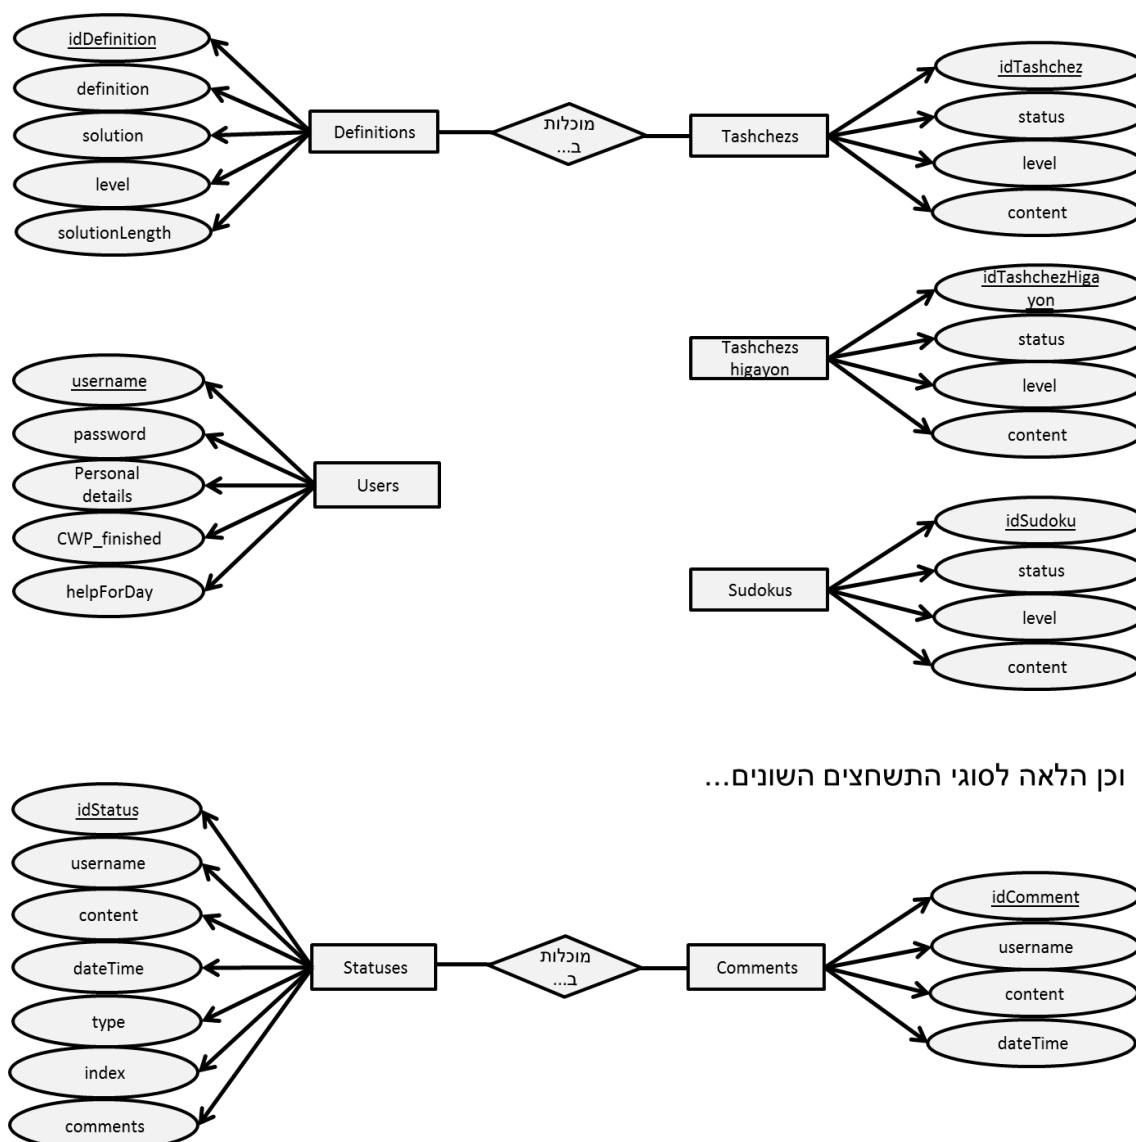 idDefinition
definition
solution
level
solutionLength
Definitions
מוכלות
ב...
Tashchezs
idTashchez
status
level
content
idTashchezHiga
yon
status
level
content
Tashchezs
higayon
username
password
Personal
details
CWP_finished
helpForDay
Users
idSudoku
status
level
content
Sudokus
וכן הלאה לסוגי התשחצים השונים...
idStatus
username
content
dateTime
type
index
comments
Statuses
מוכלות
ב...
Comments
idComment
username
content
dateTime